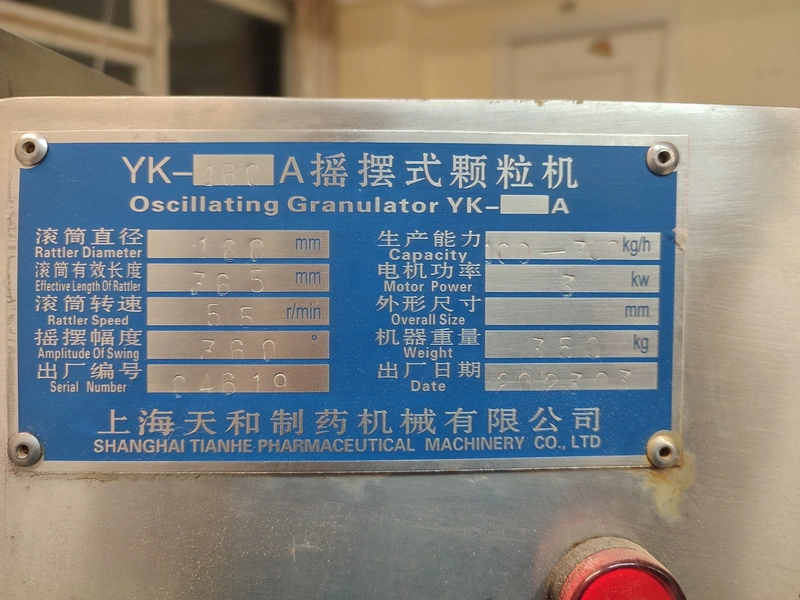 YK-160A摇摆式颗粒机
Oscillating Granulator YK-A
滚筒直径 160 mm
Rattler Diameter
滚筒有效长度 365 mm
Effective Length Of Rattler
滚筒转速 55 r/min
Rattler Speed
摇摆幅度 360 °
Amplitude Of Swing
出厂编号 04619
Serial Number
生产能力 kg/h
Capacity
电机功率 3 kw
Motor Power
外形尺寸 mm
Overall Size
机器重量 350 kg
Weight
出厂日期
Date
上海天和制药机械有限公司
SHANGHAI TIANHE PHARMACEUTICAL MACHINERY CO., LTD